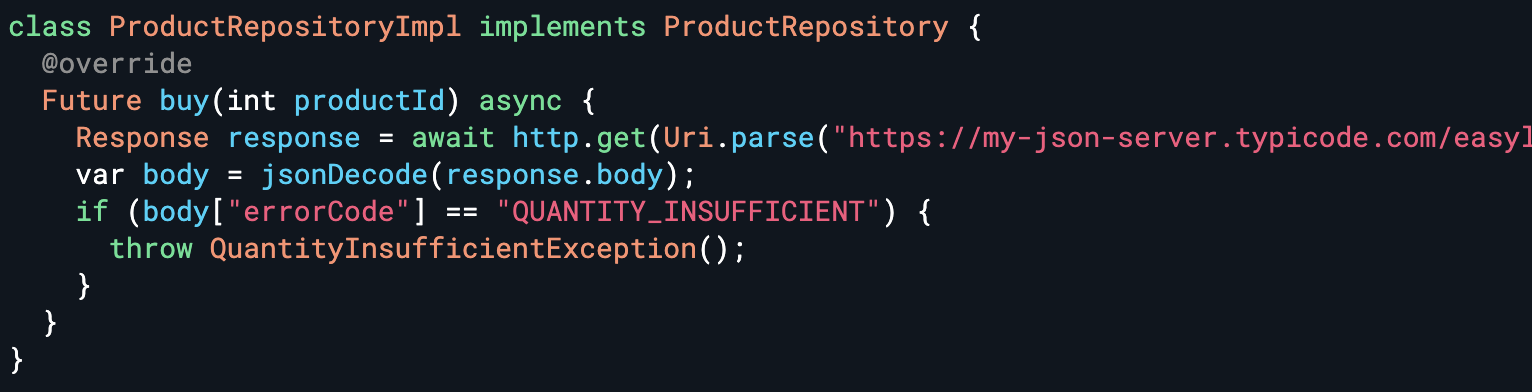 class ProductRepositoryImpl implements ProductRepository {
  @override
  Future buy(int productId) async {
    Response response = await http.get(Uri.parse("https://my-json-server.typicode.com/easyl
    var body = jsonDecode(response.body);
    if (body["errorCode"] == "QUANTITY_INSUFFICIENT") {
      throw QuantityInsufficientException();
    }
  }
}